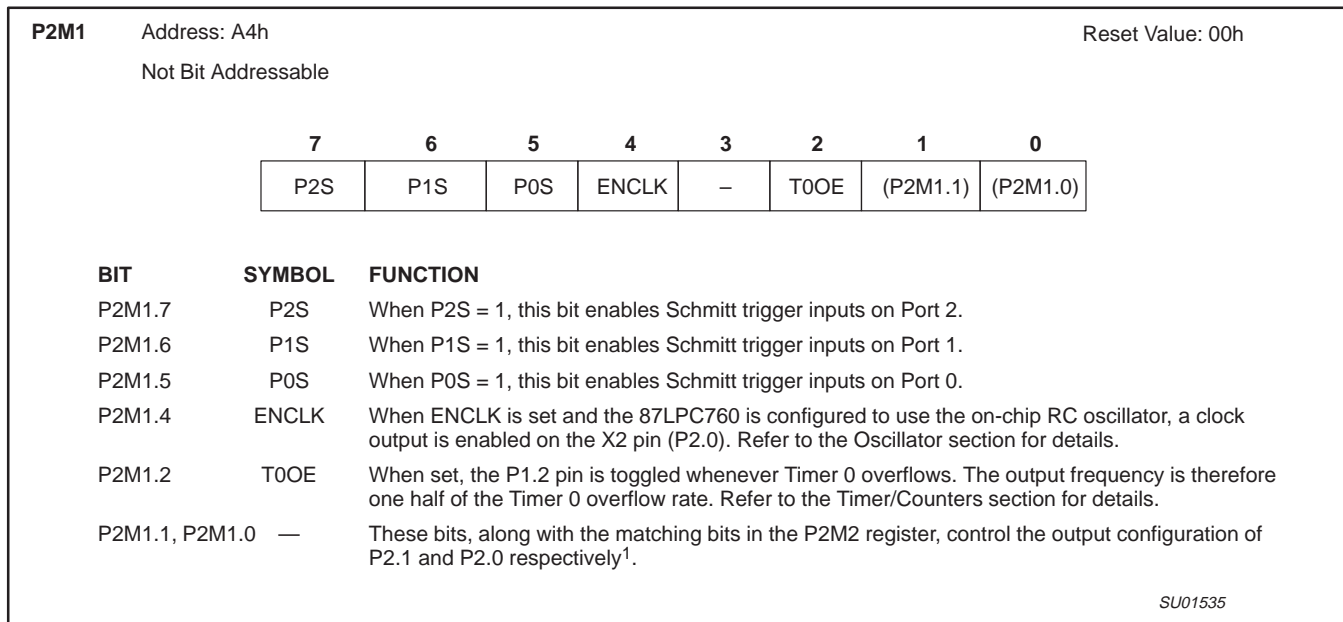 P2M1 Address: A4h Reset Value: 00h
Not Bit Addressable
7 6 5 4 3 2 1 0
P2S P1S P0S ENCLK – T0OE (P2M1.1) (P2M1.0)
BIT SYMBOL FUNCTION
P2M1.7 P2S When P2S = 1, this bit enables Schmitt trigger inputs on Port 2.
P2M1.6 P1S When P1S = 1, this bit enables Schmitt trigger inputs on Port 1.
P2M1.5 P0S When P0S = 1, this bit enables Schmitt trigger inputs on Port 0.
P2M1.4 ENCLK When ENCLK is set and the 87LPC760 is configured to use the on-chip RC oscillator, a clock
output is enabled on the X2 pin (P2.0). Refer to the Oscillator section for details.
P2M1.2 T0OE When set, the P1.2 pin is toggled whenever Timer 0 overflows. The output frequency is therefore
one half of the Timer 0 overflow rate. Refer to the Timer/Counters section for details.
P2M1.1, P2M1.0 — These bits, along with the matching bits in the P2M2 register, control the output configuration of
P2.1 and P2.0 respectively1.
SU01535